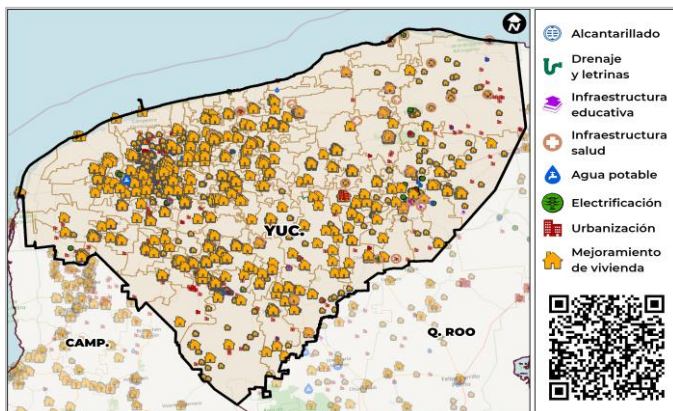 N
YUC.
CAMP.
Q. ROO
Alcantarillado
Drenaje
y letrinas
Infraestructura
educativa
Infraestructura
salud
Agua potable
Electrificación
Urbanización
Mejoramiento
de vivienda